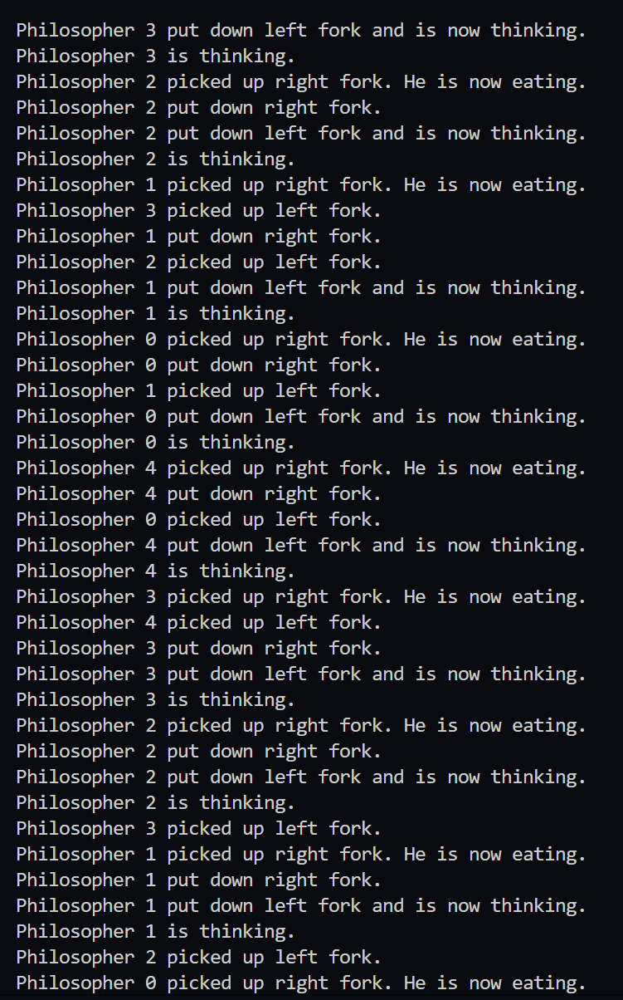 Philosopher 3 put down left fork and is now thinking.
Philosopher 3 is thinking.
Philosopher 2 picked up right fork. He is now eating.
Philosopher 2 put down right fork.
Philosopher 2 put down left fork and is now thinking.
Philosopher 2 is thinking.
Philosopher 1 picked up right fork. He is now eating.
Philosopher 3 picked up left fork.
Philosopher 1 put down right fork.
Philosopher 2 picked up left fork.
Philosopher 1 put down left fork and is now thinking.
Philosopher 1 is thinking.
Philosopher 0 picked up right fork. He is now eating.
Philosopher 0 put down right fork.
Philosopher 1 picked up left fork.
Philosopher 0 put down left fork and is now thinking.
Philosopher 0 is thinking.
Philosopher 4 picked up right fork. He is now eating.
Philosopher 4 put down right fork.
Philosopher 0 picked up left fork.
Philosopher 4 put down left fork and is now thinking.
Philosopher 4 is thinking.
Philosopher 3 picked up right fork. He is now eating.
Philosopher 4 picked up left fork.
Philosopher 3 put down right fork.
Philosopher 3 put down left fork and is now thinking.
Philosopher 3 is thinking.
Philosopher 2 picked up right fork. He is now eating.
Philosopher 2 put down right fork.
Philosopher 2 put down left fork and is now thinking.
Philosopher 2 is thinking.
Philosopher 3 picked up left fork.
Philosopher 1 picked up right fork. He is now eating.
Philosopher 1 put down right fork.
Philosopher 1 put down left fork and is now thinking.
Philosopher 1 is thinking.
Philosopher 2 picked up left fork.
Philosopher 0 picked up right fork. He is now eating.